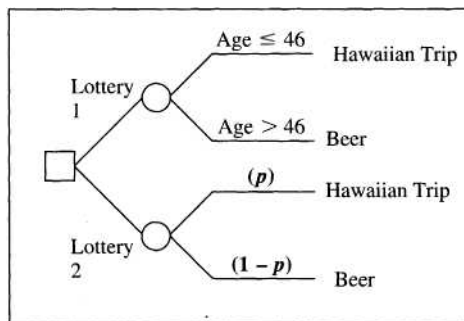 Age ≤ 46
Hawaiian Trip
Lottery
1
Age > 46
Beer
(p)
Hawaiian Trip
Lottery
2
(1 – p)
Beer